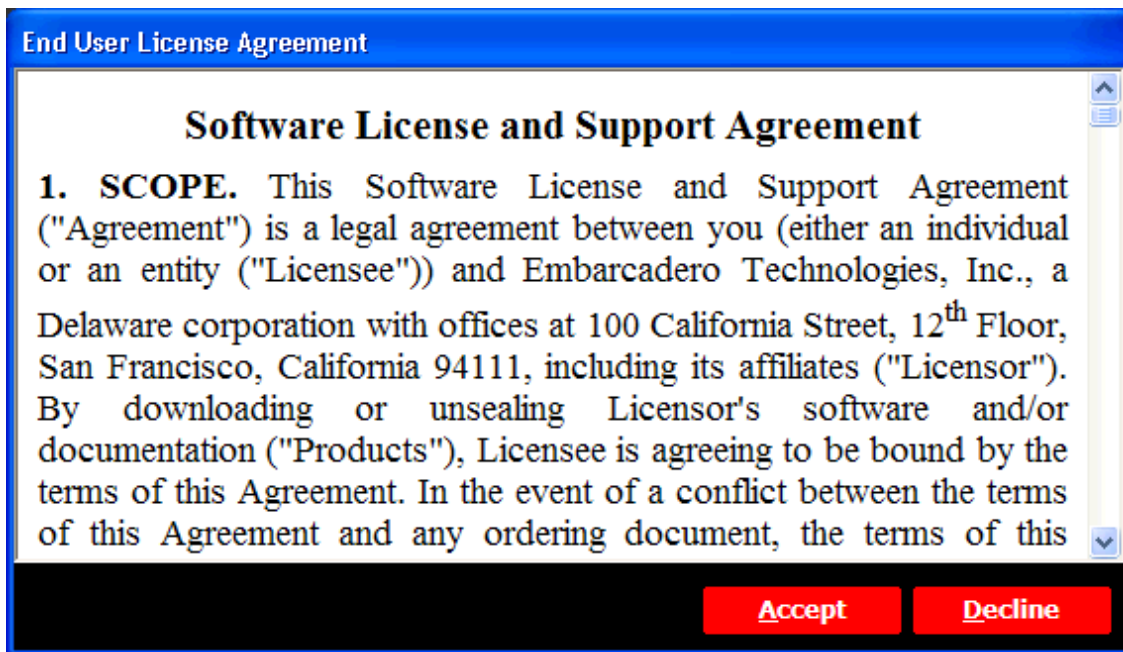 End User License Agreement
Software License and Support Agreement
1. SCOPE. This Software License and Support Agreement
("Agreement") is a legal agreement between you (either an individual
or an entity ("Licensee")) and Embarcadero Technologies, Inc., a
Delaware corporation with offices at 100 California Street, 12th Floor,
San Francisco, California 94111, including its affiliates ("Licensor").
By downloading or unsealing Licensor's software and/or
documentation ("Products"), Licensee is agreeing to be bound by the
terms of this Agreement. In the event of a conflict between the terms
of this Agreement and any ordering document, the terms of this
Accept Decline